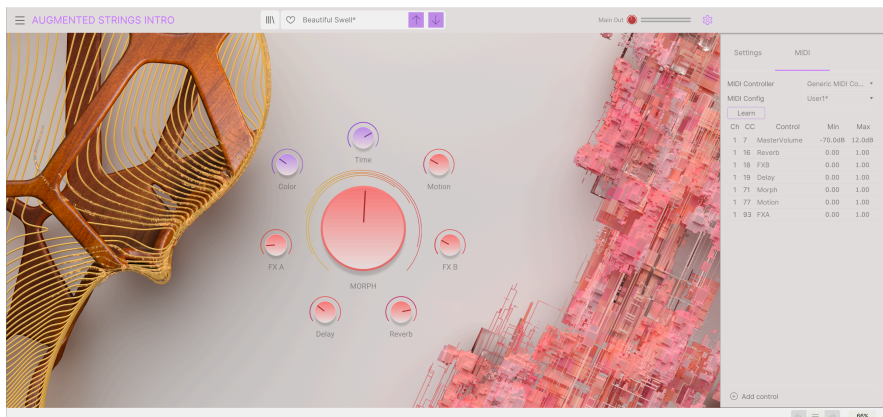 AUGMENTED STRINGS INTRO
Beautiful Swell*
Main Out
Settings MIDI
MIDI Controller Generic MIDI Co...
MIDI Config User1*
Learn
Ch CC Control Min Max
1 7 MasterVolume -70.0dB 12.0dB
1 16 Reverb 0.00 1.00
1 18 FXB 0.00 1.00
1 19 Delay 0.00 1.00
1 71 Morph 0.00 1.00
1 77 Motion 0.00 1.00
1 93 FXA 0.00 1.00
Time
Color
Motion
FX A
FX B
MORPH
Delay
Reverb
Add control
66%